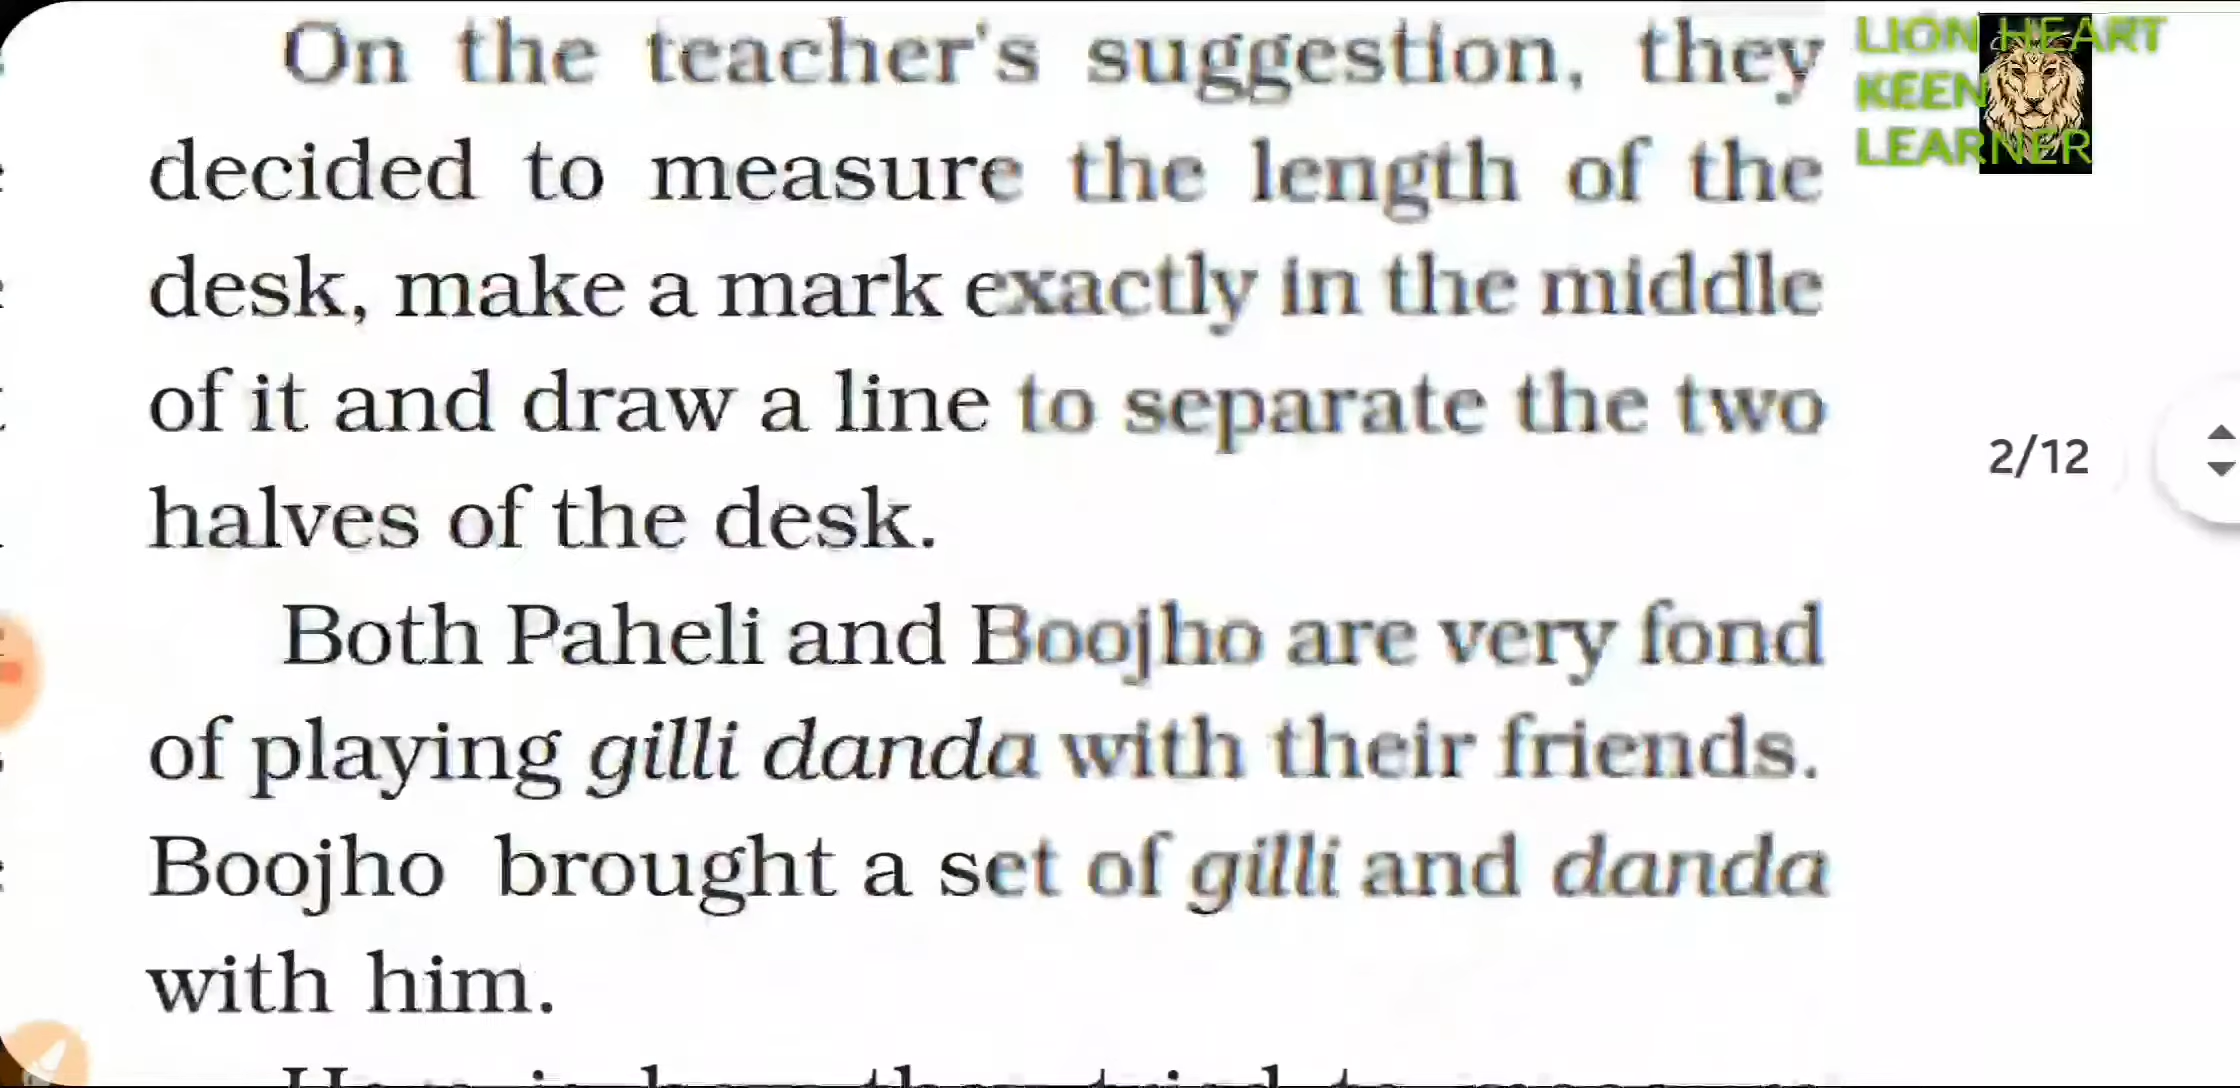 On the teacher's suggestion, they
decided to measure the length of the
desk, make a mark exactly in the middle
of it and draw a line to separate the two
halves of the desk.
Both Paheli and Boojho are very fond
of playing gilli danda with their friends.
Boojho brought a set of gilli and danda
with him.
LION HEART
KEEN
LEARNER
2/12